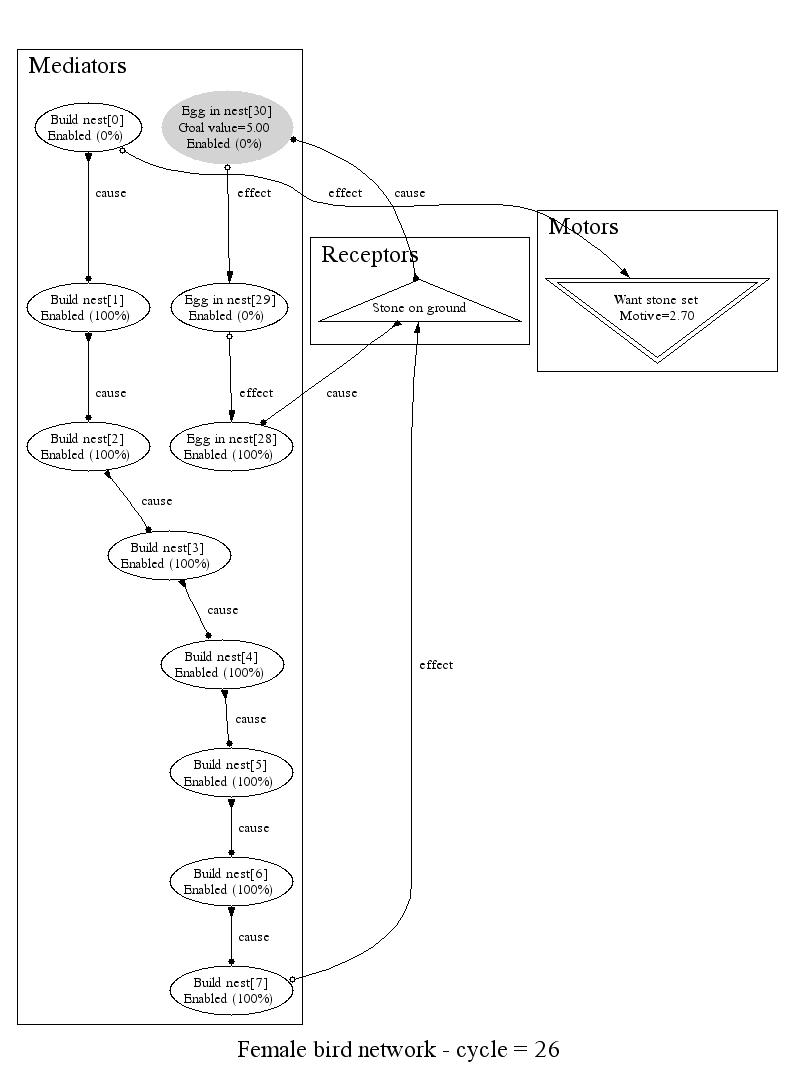 Mediators
Build nest[0]
Enabled (0%)
Egg in nest[30]
Goal value=5.00
Enabled (0%)
cause
effect
effect
cause
Motors
Receptors
Build nest[1]
Enabled (100%)
Egg in nest[29]
Enabled (0%)
Stone on ground
Want stone set
Motive=2.70
cause
effect
cause
Build nest[2]
Enabled (100%)
Egg in nest[28]
Enabled (100%)
cause
Build nest[3]
Enabled (100%)
cause
Build nest[4]
Enabled (100%)
effect
cause
Build nest[5]
Enabled (100%)
cause
Build nest[6]
Enabled (100%)
cause
Build nest[7]
Enabled (100%)
Female bird network - cycle = 26